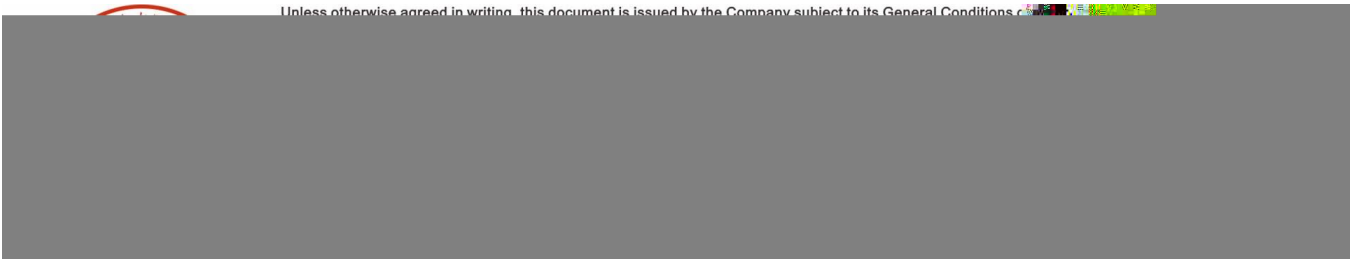 Unless otherwise agreed in writing, this document is issued by the Company subject to its General Conditions